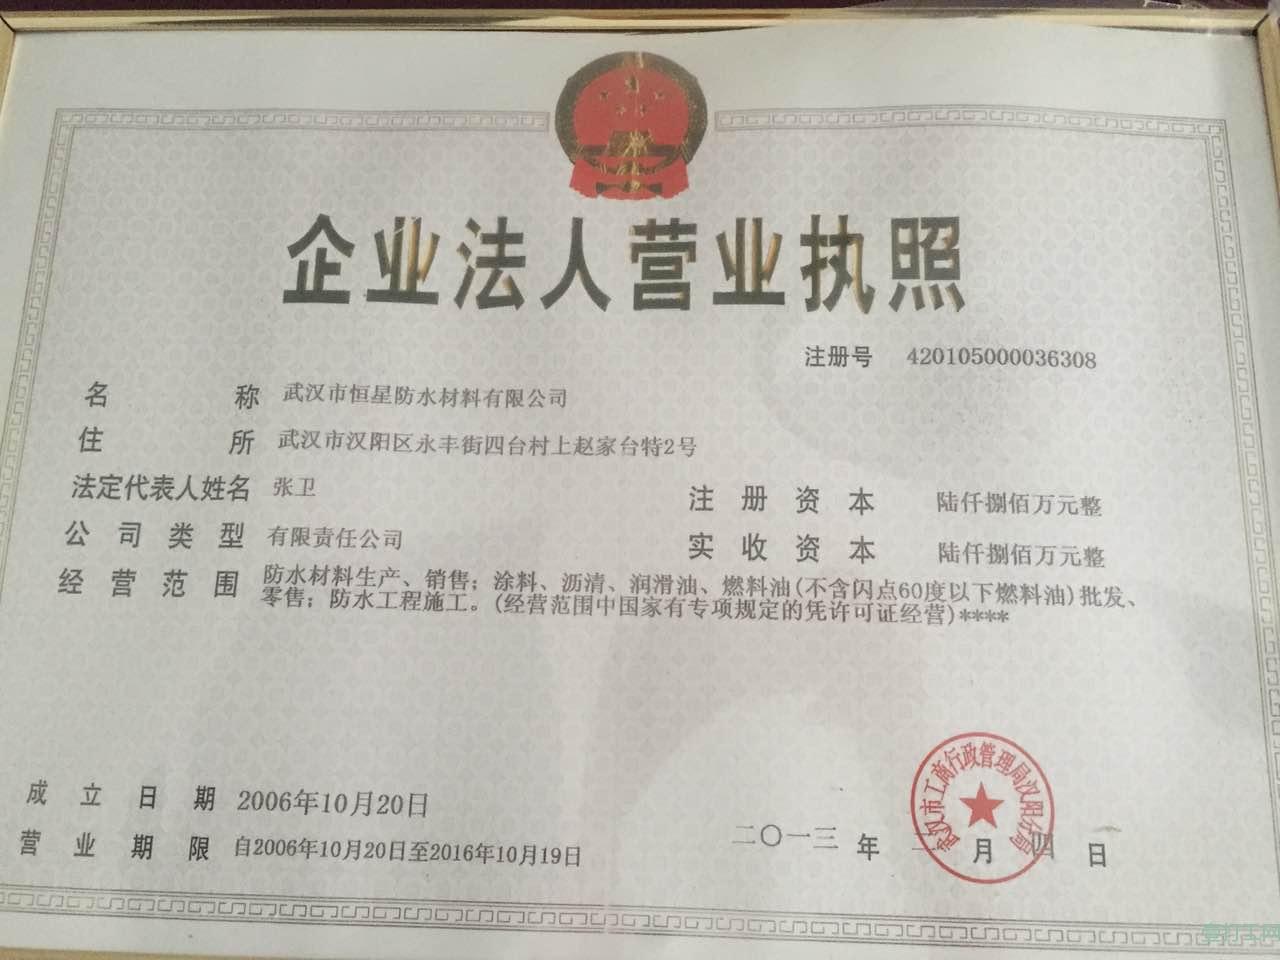 企业法人营业执照
注册号 420105000036308
名称 武汉市恒星防水材料有限公司
住所 武汉市汉阳区永丰街四台村上赵家台特2号
法定代表人姓名 张卫
注册资本 陆仟捌佰万元整
公司类型 有限责任公司
实收资本 陆仟捌佰万元整
经营范围 防水材料生产、销售；涂料、沥清、润滑油、燃料油(不含闪点60度以下燃料油)批发、
零售；防水工程施工。(经营范围中国家有专项规定的凭许可证经营)****
武汉市工商行政管理局汉阳分局
成立日期 2006年10月20日
营业期限 自2006年10月20日至2016年10月19日
二〇一三年 月四日